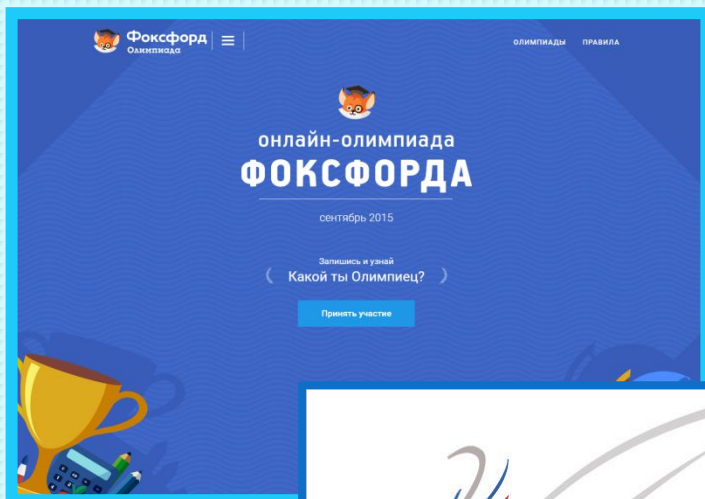 Фоксфорд
Олимпиада
ОЛИМПИАДЫ ПРАВИЛА
онлайн-олимпиада
ФОКСФОРДА
сентябрь 2015
Запишись и узнай
Какой ты Олимпиец?
Принять участие